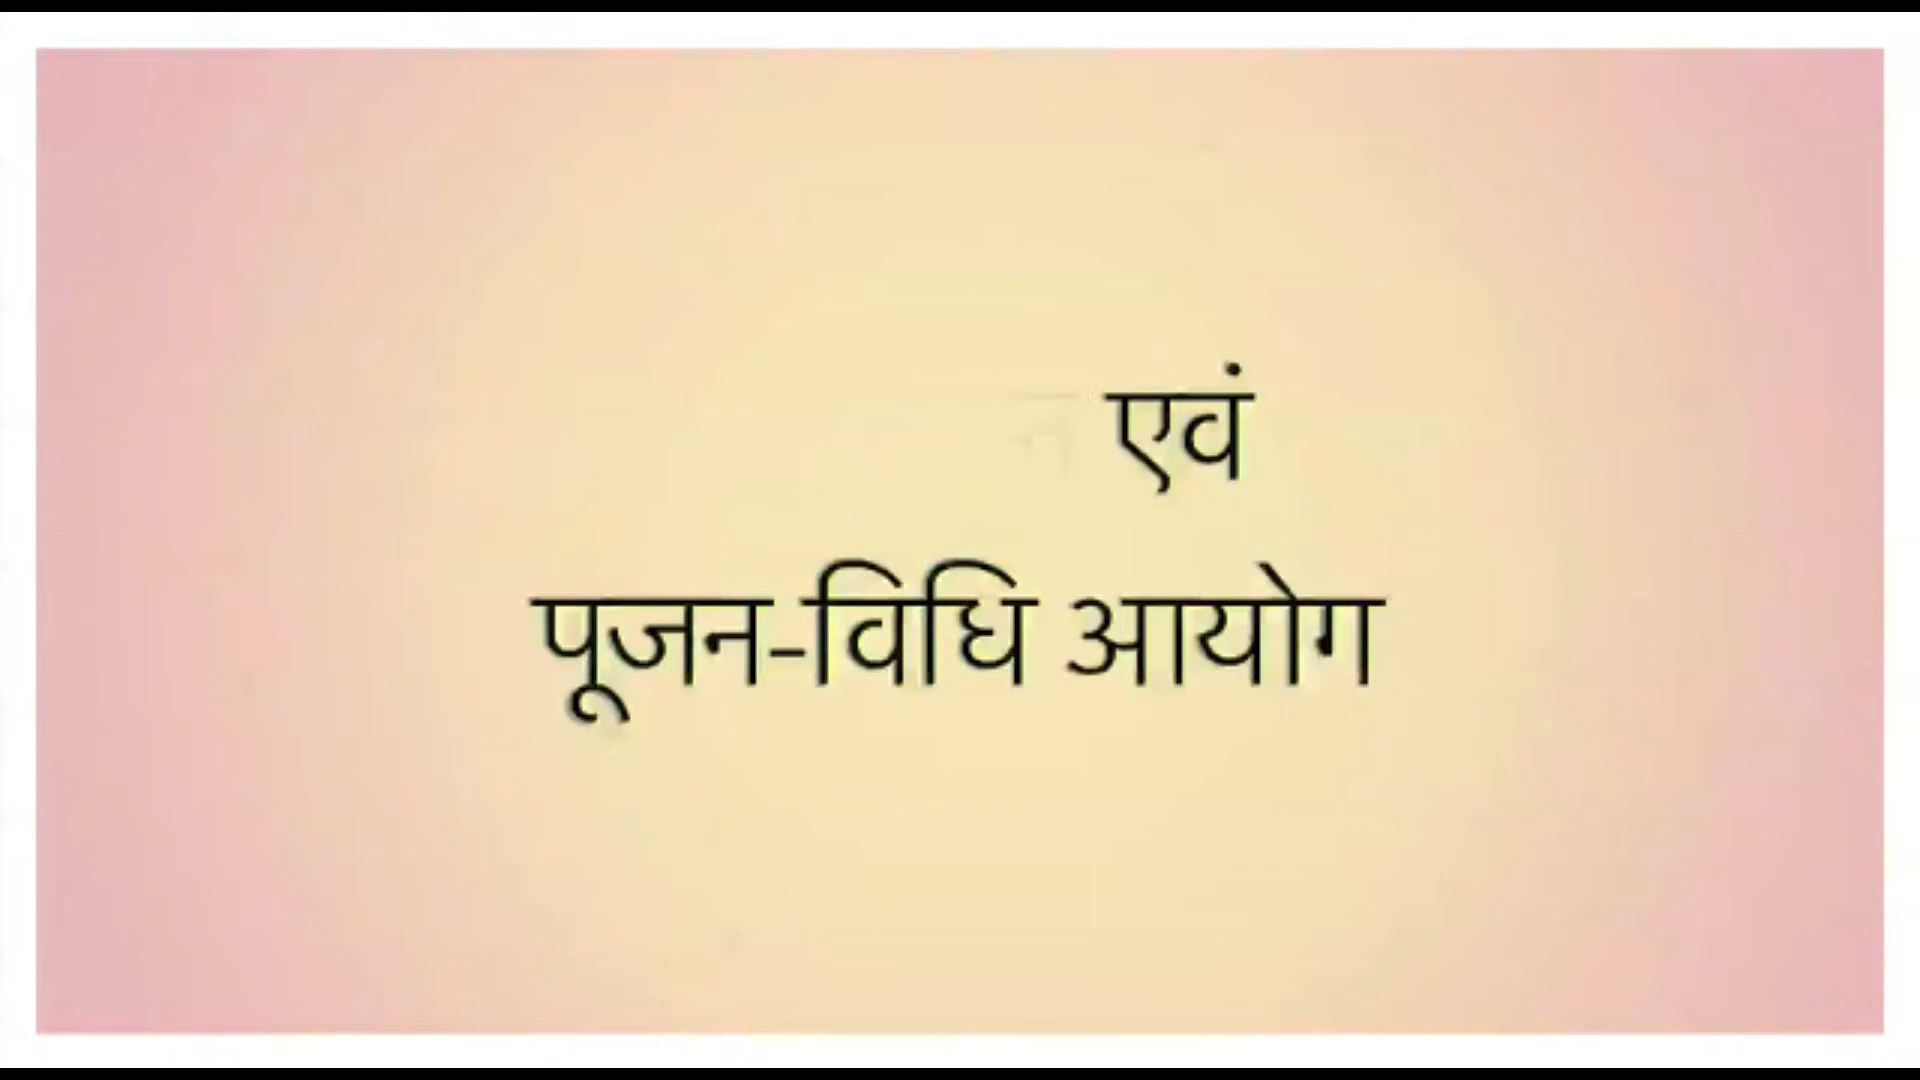 एवं
पूजन-विधि आयोग